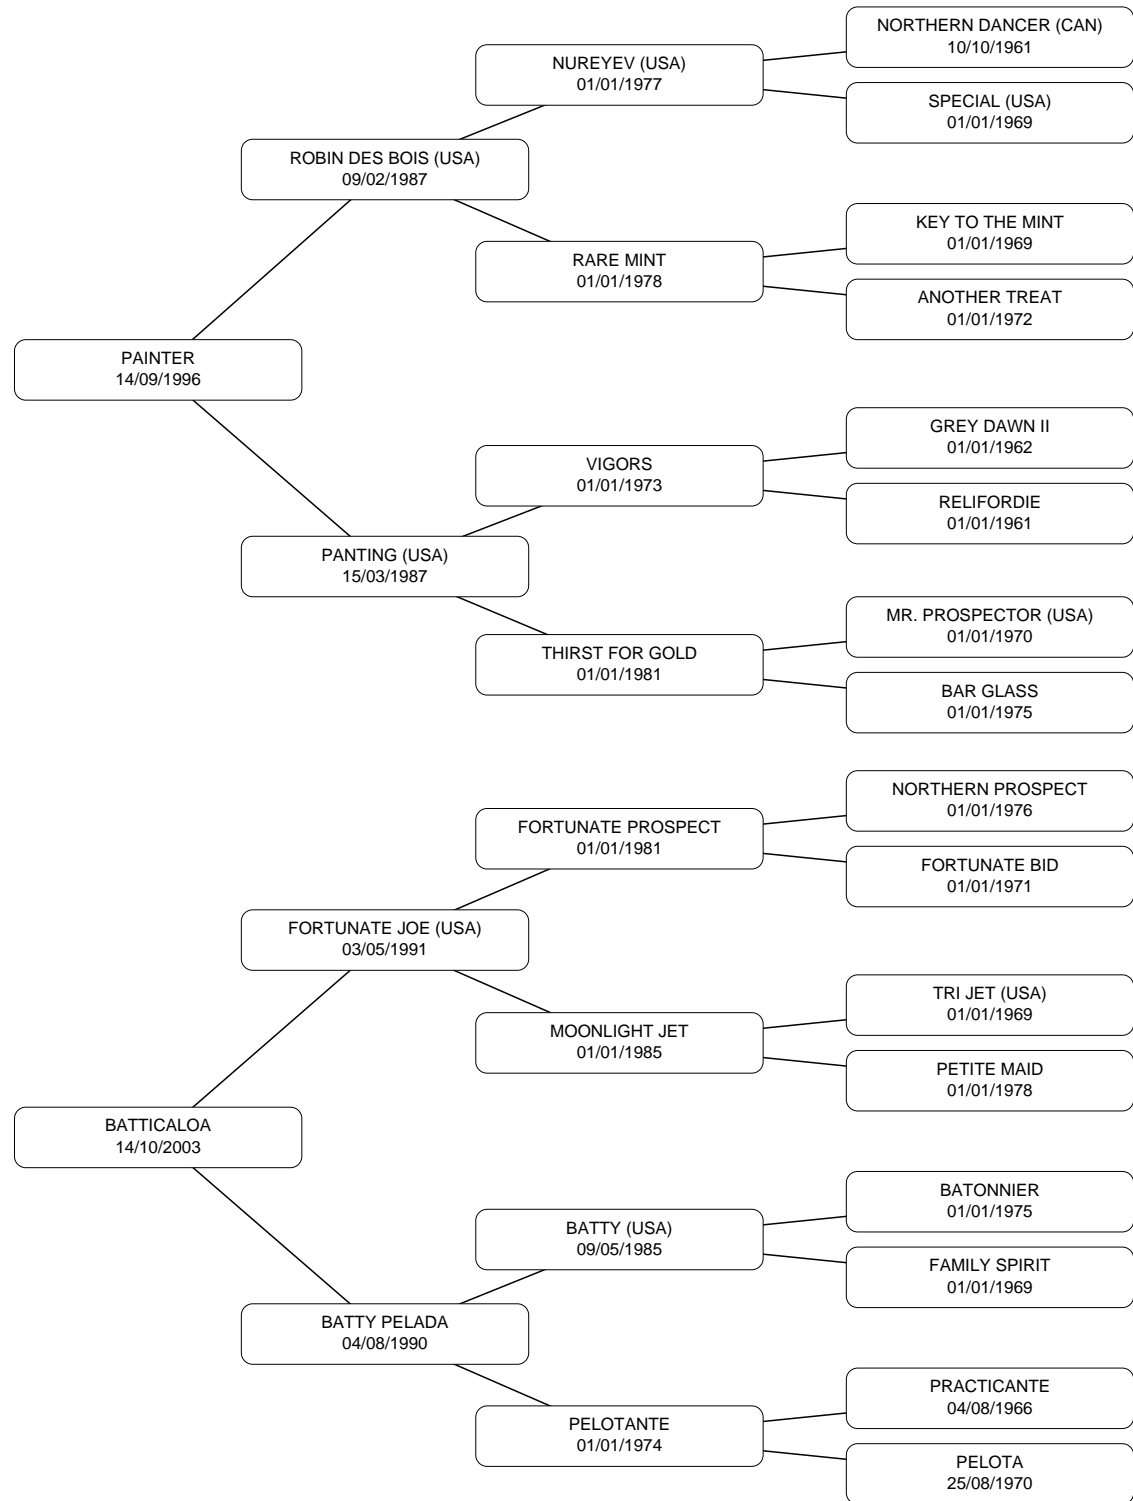 NORTHERN DANCER (CAN)
10/10/1961
NUREYEV (USA)
01/01/1977
SPECIAL (USA)
01/01/1969
ROBIN DES BOIS (USA)
09/02/1987
KEY TO THE MINT
01/01/1969
RARE MINT
01/01/1978
ANOTHER TREAT
01/01/1972
PAINTER
14/09/1996
GREY DAWN II
01/01/1962
VIGORS
01/01/1973
RELIFORDIE
01/01/1961
PANTING (USA)
15/03/1987
MR. PROSPECTOR (USA)
01/01/1970
THIRST FOR GOLD
01/01/1981
BAR GLASS
01/01/1975
NORTHERN PROSPECT
01/01/1976
FORTUNATE PROSPECT
01/01/1981
FORTUNATE BID
01/01/1971
FORTUNATE JOE (USA)
03/05/1991
TRI JET (USA)
01/01/1969
MOONLIGHT JET
01/01/1985
PETITE MAID
01/01/1978
BATTICALOA
14/10/2003
BATONNIER
01/01/1975
BATTY (USA)
09/05/1985
FAMILY SPIRIT
01/01/1969
BATTY PELADA
04/08/1990
PRACTICANTE
04/08/1966
PELOTANTE
01/01/1974
PELOTA
25/08/1970